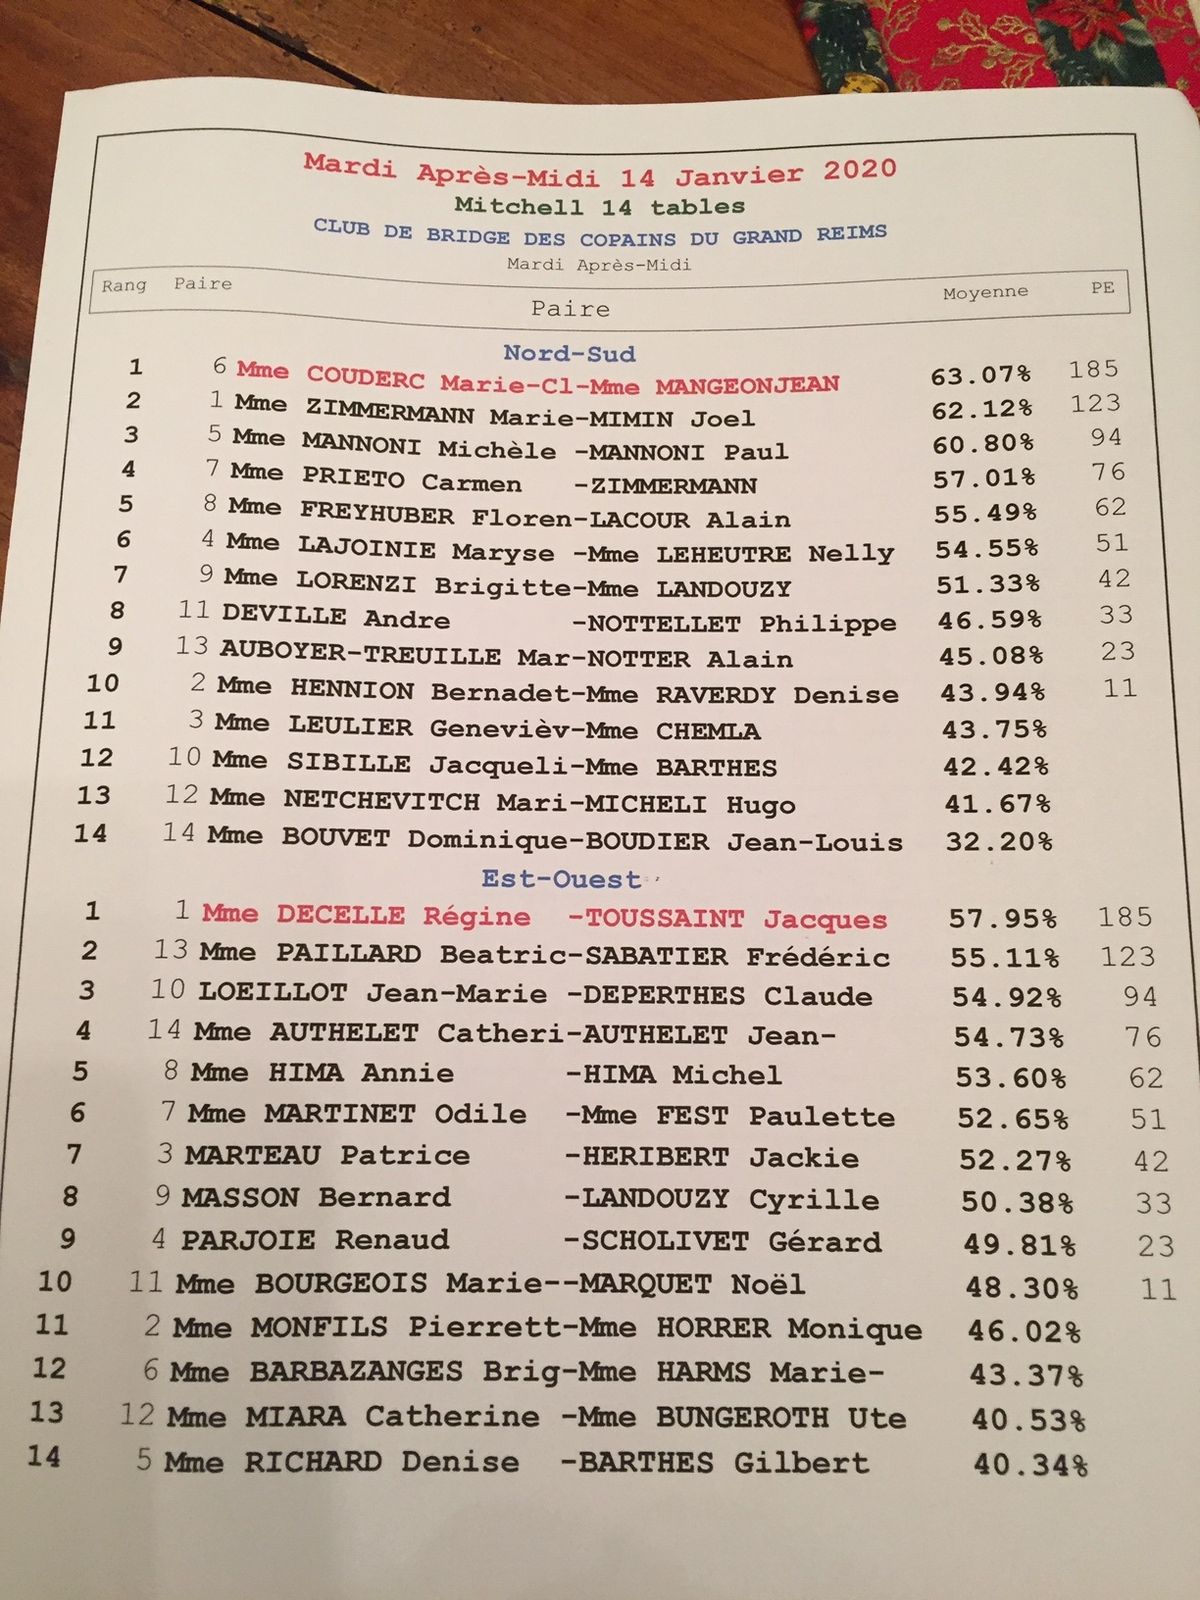 Mardi Après-Midi 14 Janvier 2020
Mitchell 14 tables
CLUB DE BRIDGE DES COPAINS DU GRAND REIMS
Mardi Après-Midi
Rang Paire Paire Moyenne PE
Nord-Sud
1 6 Mme COUDERC Marie-Cl-Mme MANGEONJEAN 63.07% 185
2 1 Mme ZIMMERMANN Marie-MIMIN Joel 62.12% 123
3 5 Mme MANNONI Michèle -MANNONI Paul 60.80% 94
4 7 Mme PRIETO Carmen -ZIMMERMANN 57.01% 76
5 8 Mme FREYHUBER Floren-LACOUR Alain 55.49% 62
6 4 Mme LAJOINIE Maryse -Mme LEHEUTRE Nelly 54.55% 51
7 9 Mme LORENZI Brigitte-Mme LANDOUZY 51.33% 42
8 11 DEVILLE Andre -NOTTELLET Philippe 46.59% 33
9 13 AUBOYER-TREUILLE Mar-NOTTER Alain 45.08% 23
10 2 Mme HENNION Bernadet-Mme RAVERDY Denise 43.94% 11
11 3 Mme LEULIER Genevièv-Mme CHEMLA 43.75%
12 10 Mme SIBILLE Jacqueli-Mme BARTHES 42.42%
13 12 Mme NETCHEVITCH Mari-MICHELI Hugo 41.67%
14 14 Mme BOUVET Dominique-BOUDIER Jean-Louis 32.20%
Est-Ouest
1 1 Mme DECELLE Régine -TOUSSAINT Jacques 57.95% 185
2 13 Mme PAILLARD Beatric-SABATIER Frédéric 55.11% 123
3 10 LOEILLOT Jean-Marie -DEPERTHES Claude 54.92% 94
4 14 Mme AUTHELET Catheri-AUTHELET Jean- 54.73% 76
5 8 Mme HIMA Annie -HIMA Michel 53.60% 62
6 7 Mme MARTINET Odile -Mme FEST Paulette 52.65% 51
7 3 MARTEAU Patrice -HERIBERT Jackie 52.27% 42
8 9 MASSON Bernard -LANDOUZY Cyrille 50.38% 33
9 4 PARJOIE Renaud -SCHOLIVET Gérard 49.81% 23
10 11 Mme BOURGEOIS Marie--MARQUET Noël 48.30% 11
11 2 Mme MONFILS Pierrett-Mme HORRER Monique 46.02%
12 6 Mme BARBAZANGES Brig-Mme HARMS Marie- 43.37%
13 12 Mme MIARA Catherine -Mme BUNGEROTH Ute 40.53%
14 5 Mme RICHARD Denise -BARTHES Gilbert 40.34%